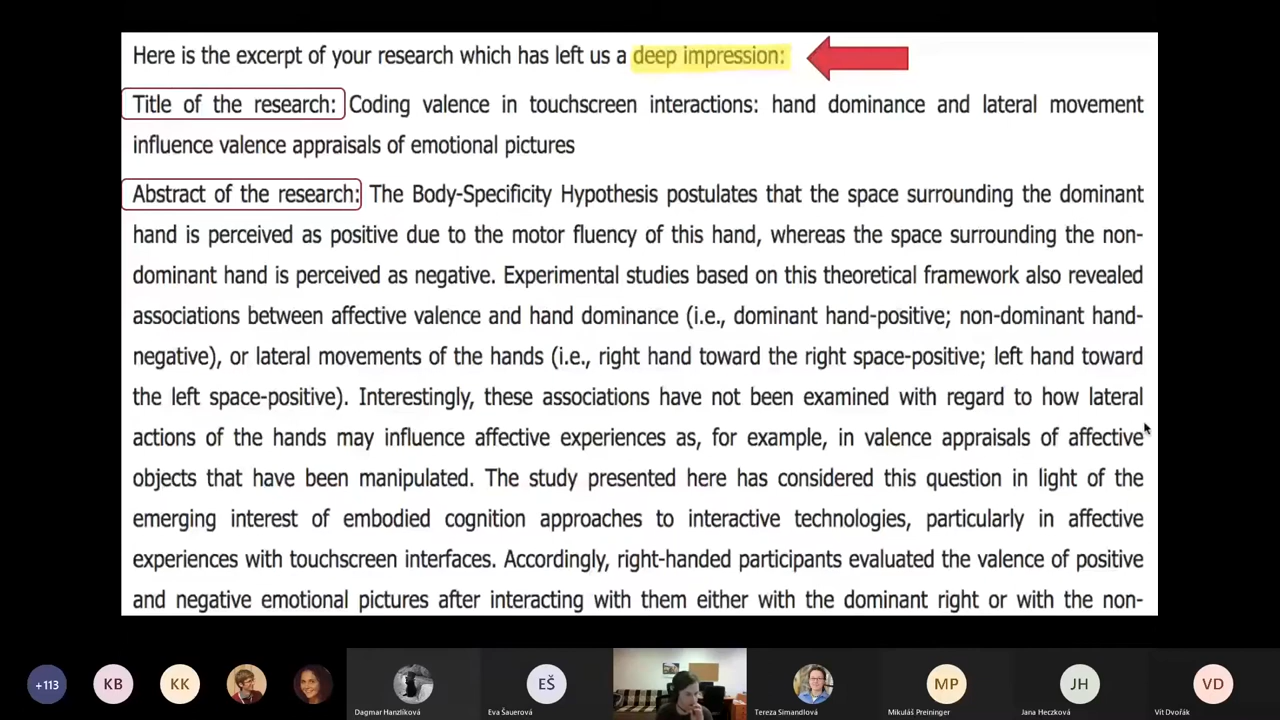 Here is the excerpt of your research which has left us a deep impression:
Title of the research: Coding valence in touchscreen interactions: hand dominance and lateral movement
influence valence appraisals of emotional pictures
Abstract of the research: The Body-Specificity Hypothesis postulates that the space surrounding the dominant
hand is perceived as positive due to the motor fluency of this hand, whereas the space surrounding the non-
dominant hand is perceived as negative. Experimental studies based on this theoretical framework also revealed
associations between affective valence and hand dominance (i.e., dominant hand-positive; non-dominant hand-
negative), or lateral movements of the hands (i.e., right hand toward the right space-positive; left hand toward
the left space-positive). Interestingly, these associations have not been examined with regard to how lateral
actions of the hands may influence affective experiences as, for example, in valence appraisals of affective
objects that have been manipulated. The study presented here has considered this question in light of the
emerging interest of embodied cognition approaches to interactive technologies, particularly in affective
experiences with touchscreen interfaces. Accordingly, right-handed participants evaluated the valence of positive
and negative emotional pictures after interacting with them either with the dominant right or with the non-
+113 KB KK EŠ MP JH VD
Dagmar Hanzlíková Eva Šauerová Tereza Simandlová Mikuláš Preininger Jana Heczková Vít Dvořák